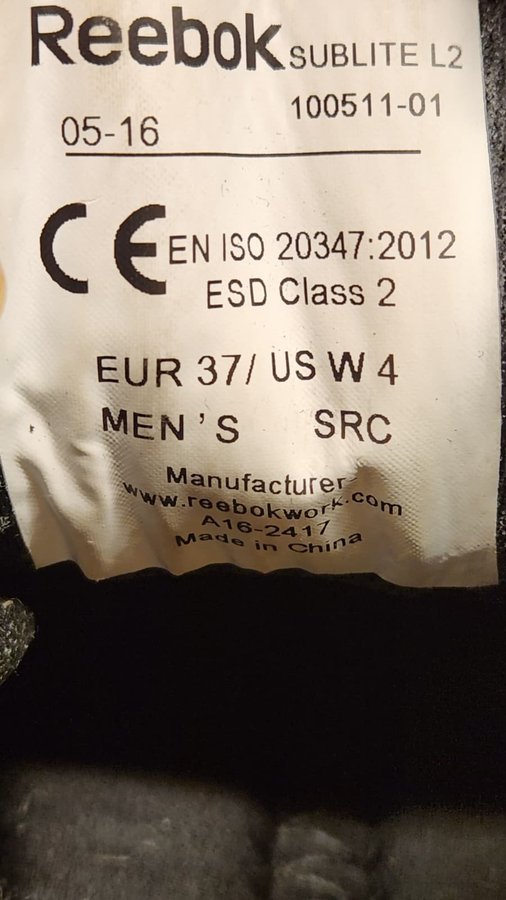 Reebok SUBLITE L2
100511-01
05-16
CE EN ISO 20347:2012
ESD Class 2
EUR 37/ US W 4
MEN'S SRC
Manufacturer
www.reebokwork.com
A16-2417
Made in China